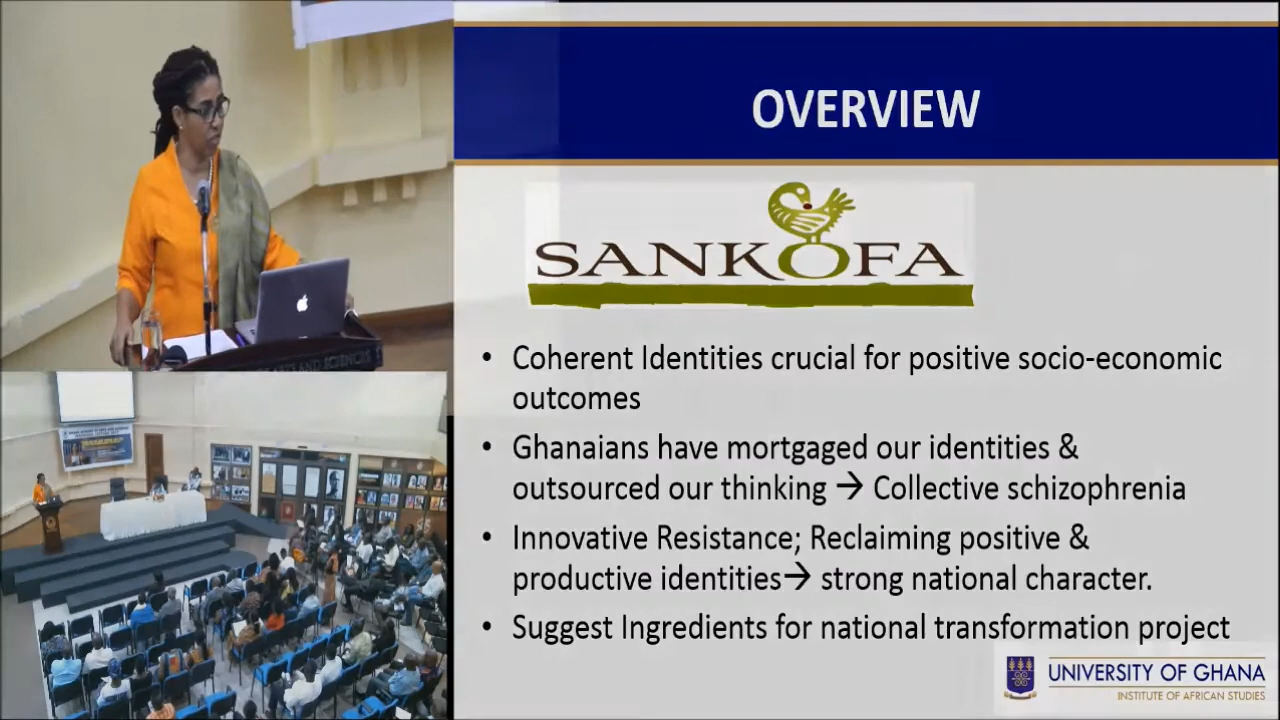 OVERVIEW
SANKOFA
• Coherent Identities crucial for positive socio-economic
outcomes
• Ghanaians have mortgaged our identities &
outsourced our thinking → Collective schizophrenia
• Innovative Resistance; Reclaiming positive &
productive identities→ strong national character.
• Suggest Ingredients for national transformation project
UNIVERSITY OF GHANA
INSTITUTE OF AFRICAN STUDIES
AND SCIENCES